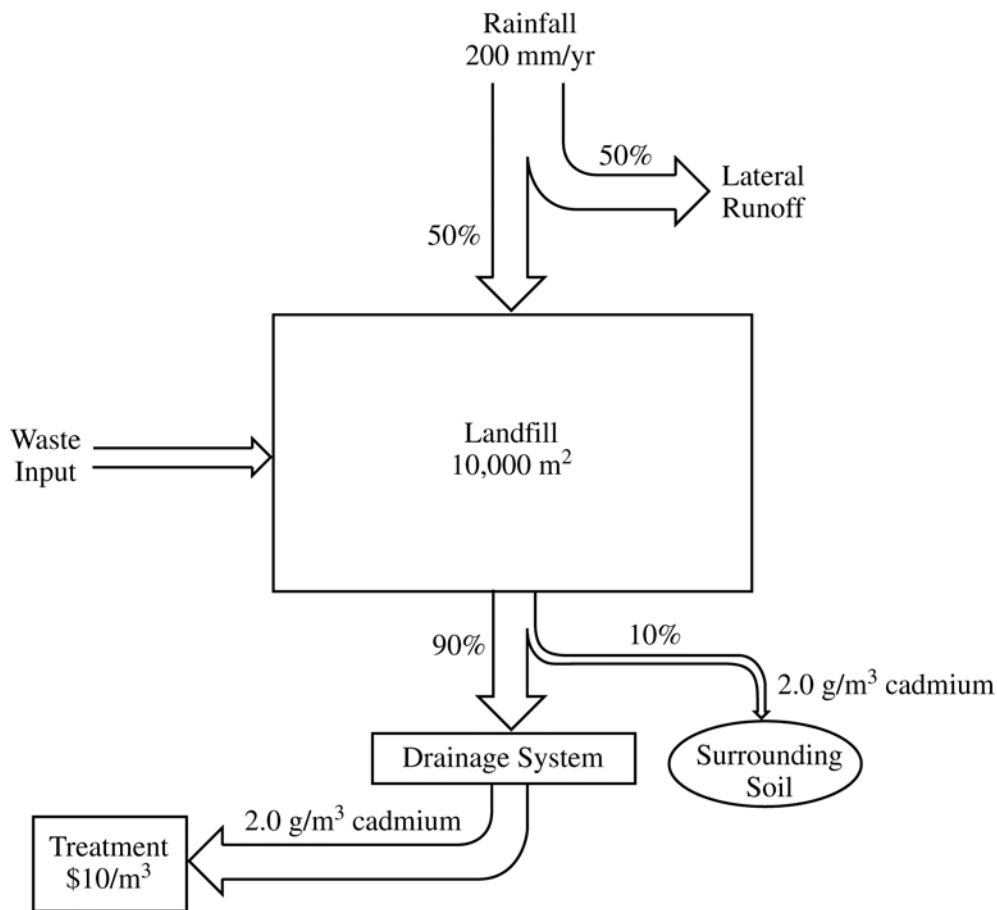 Rainfall
200 mm/yr
50%
Lateral
Runoff
50%
Waste
Input
Landfill
10,000 m²
90%
10%
2.0 g/m³ cadmium
Drainage System
Surrounding
Soil
2.0 g/m³ cadmium
Treatment
$10/m³